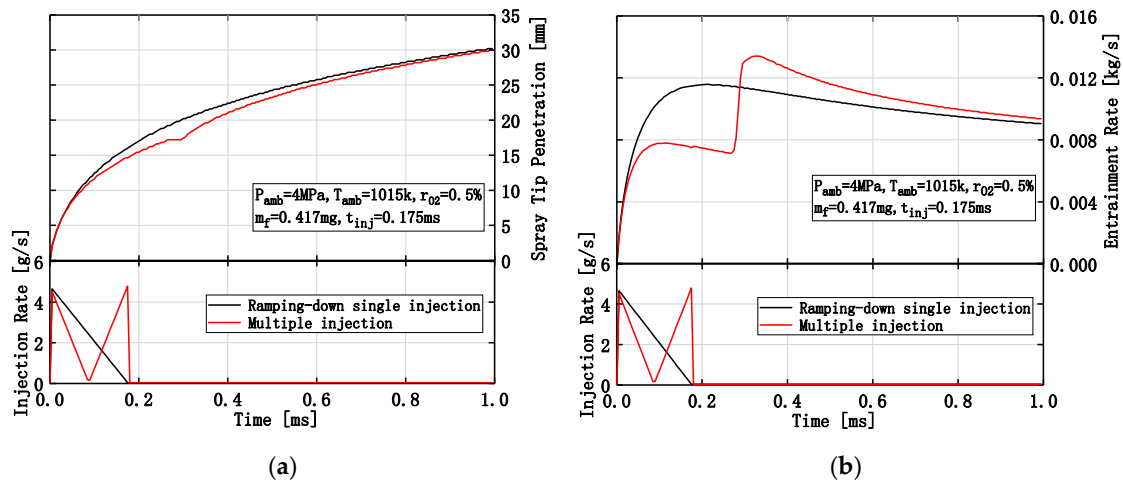 35
30
25
20
15
10
5
0
Spray Tip Penetration [mm]
P_amb=4MPa, T_amb=1015k, r_O2=0.5%
m_f=0.417mg, t_inj=0.175ms
6
4
2
0
Injection Rate [g/s]
Ramping-down single injection
Multiple injection
0.0 0.2 0.4 0.6 0.8 1.0
Time [ms]
(a)
0.016
0.012
0.008
0.004
0.000
Entrainment Rate [kg/s]
P_amb=4MPa, T_amb=1015k, r_O2=0.5%
m_f=0.417mg, t_inj=0.175ms
6
4
2
0
Injection Rate [g/s]
Ramping-down single injection
Multiple injection
0.0 0.2 0.4 0.6 0.8 1.0
Time [ms]
(b)